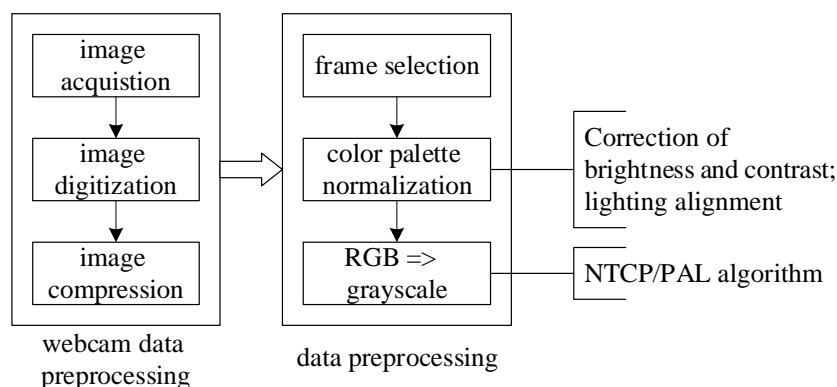 image
acquistion
image
digitization
image
compression
webcam data
preprocessing
frame selection
color palette
normalization
RGB =>
grayscale
data preprocessing
Correction of
brightness and contrast;
lighting alignment
NTCP/PAL algorithm